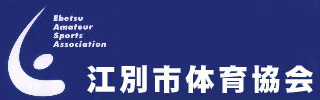 Ebetsu
Amateur
Sports
Association
江別市体育協会